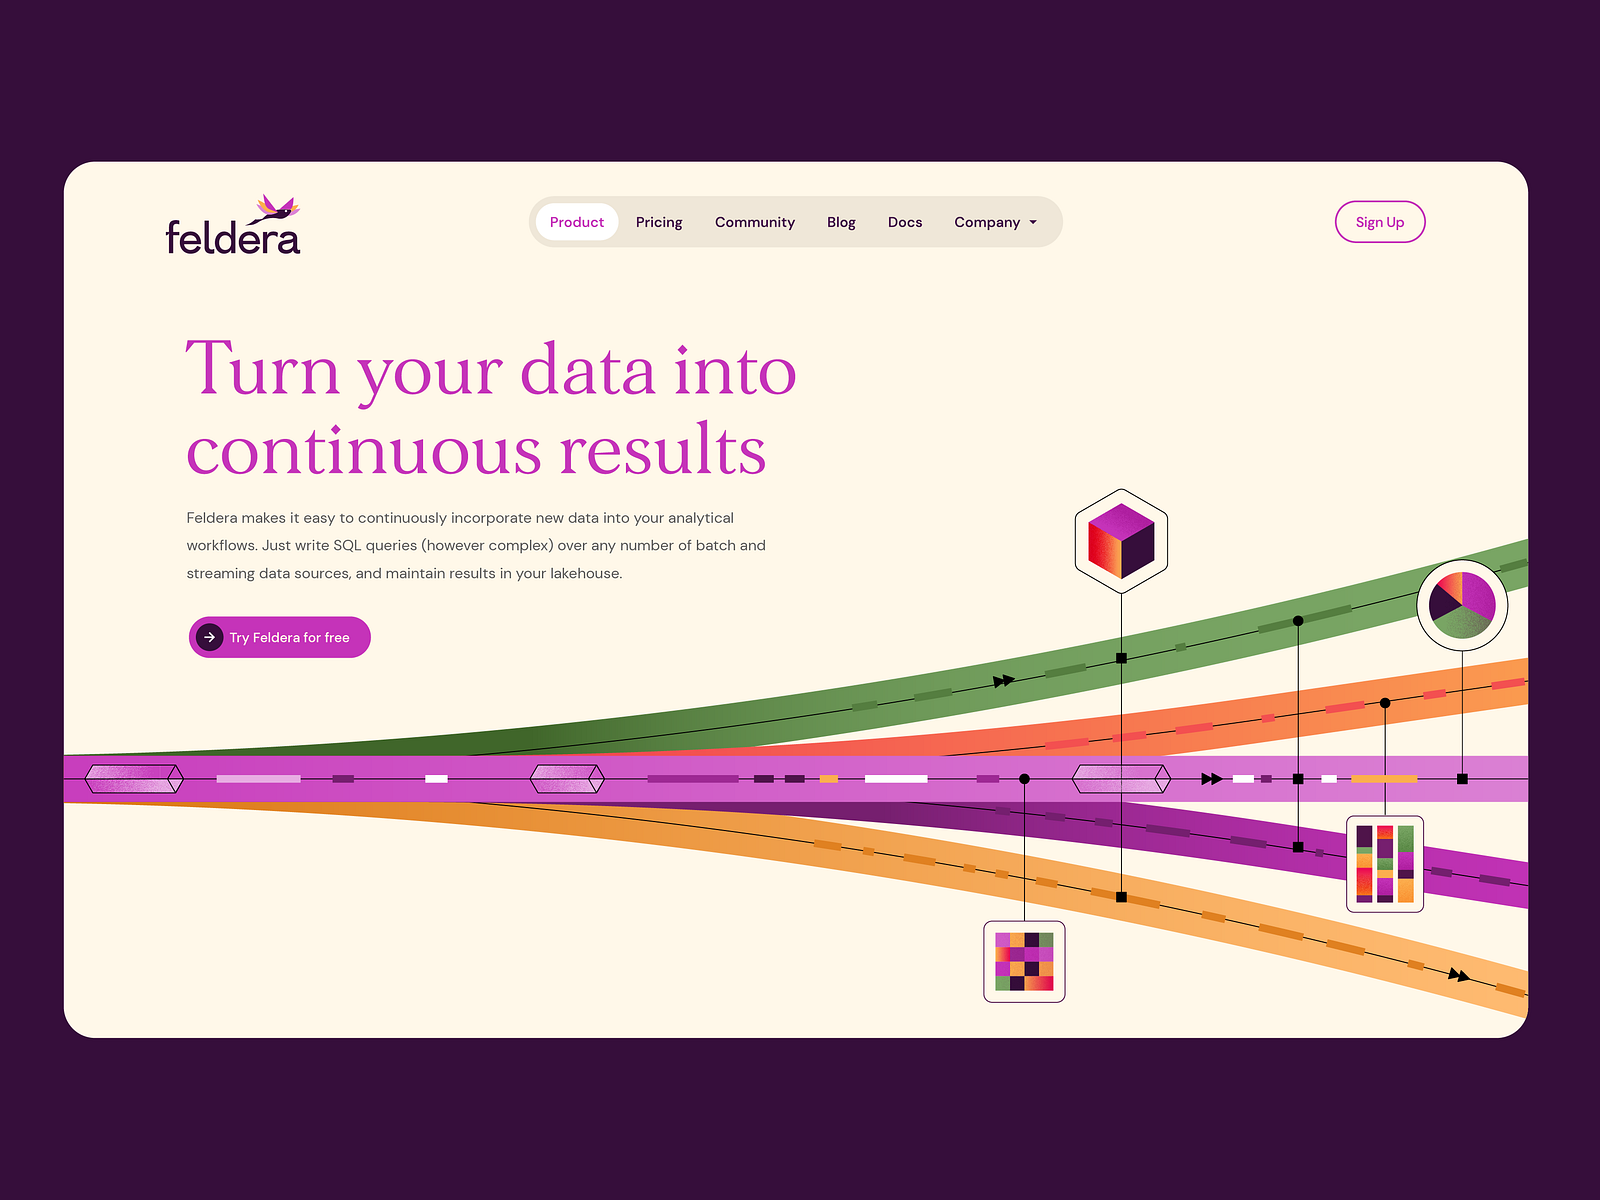 feldera
Product
Pricing
Community
Blog
Docs
Company
Sign Up
Turn your data into
continuous results
Feldera makes it easy to continuously incorporate new data into your analytical
workflows. Just write SQL queries (however complex) over any number of batch and
streaming data sources, and maintain results in your lakehouse.
Try Feldera for free